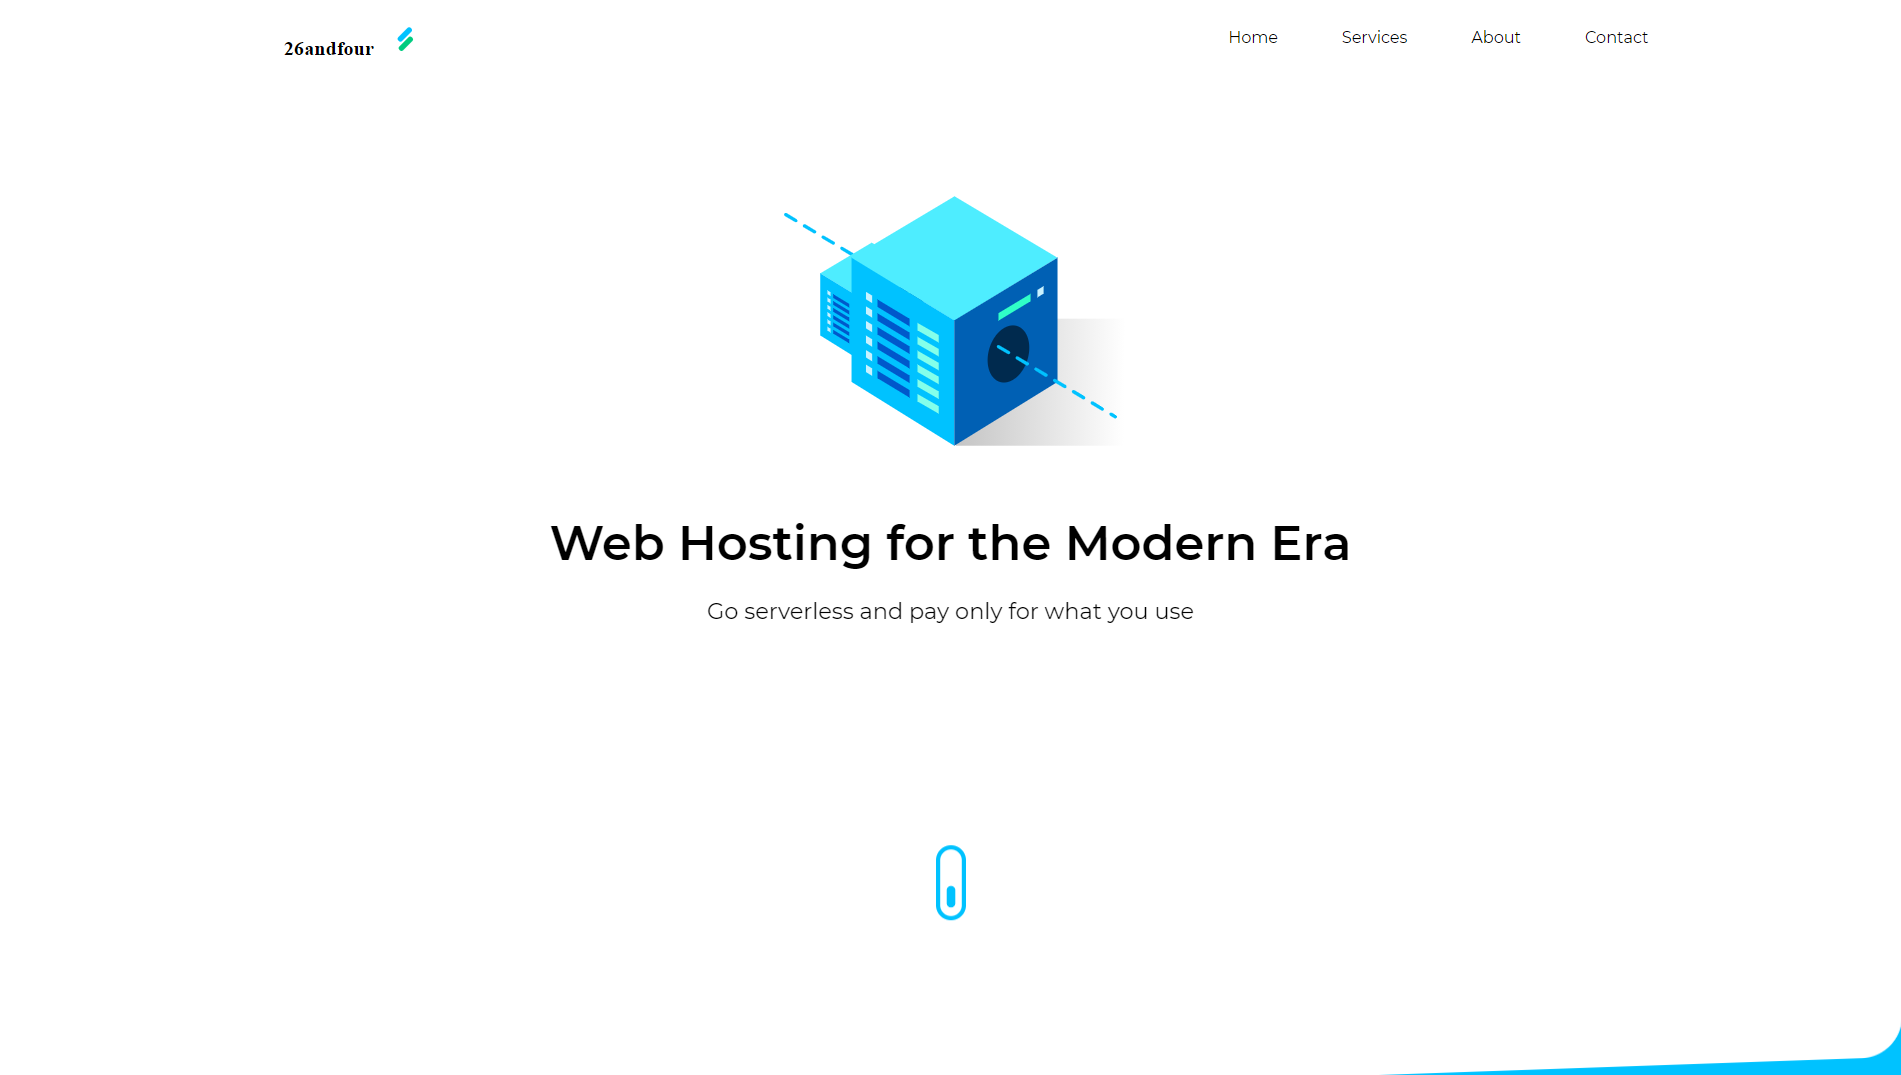 26andfour
Home Services About Contact
Web Hosting for the Modern Era
Go serverless and pay only for what you use